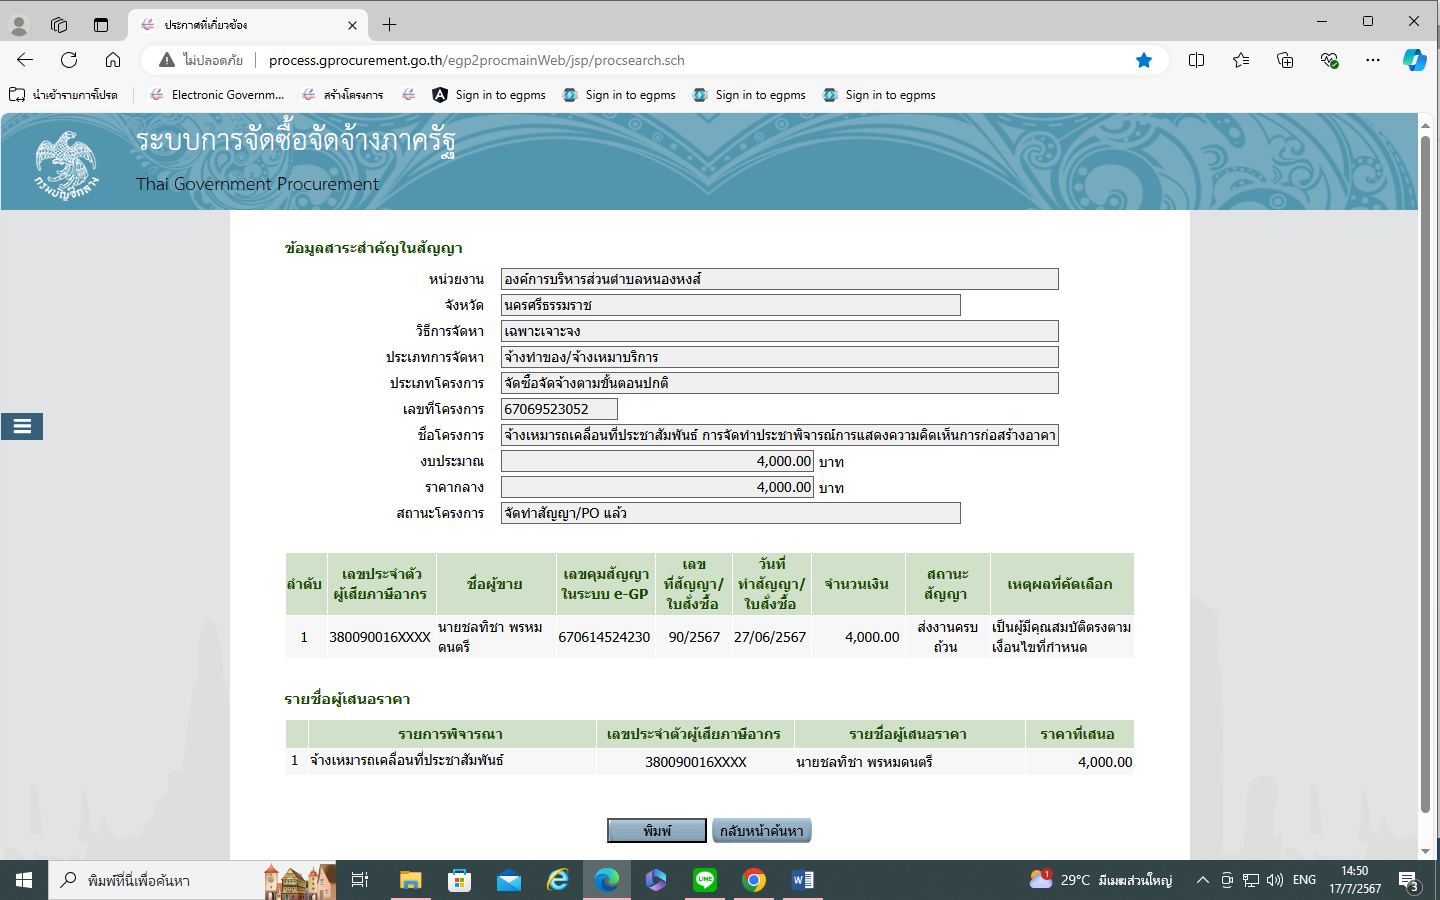 ประกาศที่เกี่ยวข้อง
ไม่ปลอดภัย process.gprocurement.go.th/egp2procmainWeb/jsp/procsearch.sch
นำเข้ารายการโปรด Electronic Governm... สร้างโครงการ Sign in to egpms Sign in to egpms Sign in to egpms Sign in to egpms
ระบบการจัดซื้อจัดจ้างภาครัฐ
Thai Government Procurement
กรมบัญชีกลาง
ข้อมูลสาระสำคัญในสัญญา
หน่วยงาน องค์การบริหารส่วนตำบลหนองหงส์
จังหวัด นครศรีธรรมราช
วิธีการจัดหา เฉพาะเจาะจง
ประเภทการจัดหา จ้างทำของ/จ้างเหมาบริการ
ประเภทโครงการ จัดซื้อจัดจ้างตามขั้นตอนปกติ
เลขที่โครงการ 67069523052
ชื่อโครงการ จ้างเหมารถเคลื่อนที่ประชาสัมพันธ์ การจัดทำประชาพิจารณ์การแสดงความคิดเห็นการก่อสร้างอาคา
งบประมาณ 4,000.00 บาท
ราคากลาง 4,000.00 บาท
สถานะโครงการ จัดทำสัญญา/PO แล้ว
ลำดับ เลขประจำตัวผู้เสียภาษีอากร ชื่อผู้ขาย เลขคุมสัญญาในระบบ e-GP เลขที่สัญญา/ใบสั่งซื้อ วันที่ทำสัญญา/ใบสั่งซื้อ จำนวนเงิน สถานะสัญญา เหตุผลที่คัดเลือก
1 380090016XXXX นายชลทิชา พรหมดนตรี 670614524230 90/2567 27/06/2567 4,000.00 ส่งงานครบถ้วน เป็นผู้มีคุณสมบัติตรงตามเงื่อนไขที่กำหนด
รายชื่อผู้เสนอราคา
รายการพิจารณา เลขประจำตัวผู้เสียภาษีอากร รายชื่อผู้เสนอราคา ราคาที่เสนอ
1 จ้างเหมารถเคลื่อนที่ประชาสัมพันธ์ 380090016XXXX นายชลทิชา พรหมดนตรี 4,000.00
พิมพ์ กลับหน้าค้นหา
พิมพ์ที่นี่เพื่อค้นหา 1 29°C มีเมฆส่วนใหญ่ ENG 14:50
17/7/2567 3